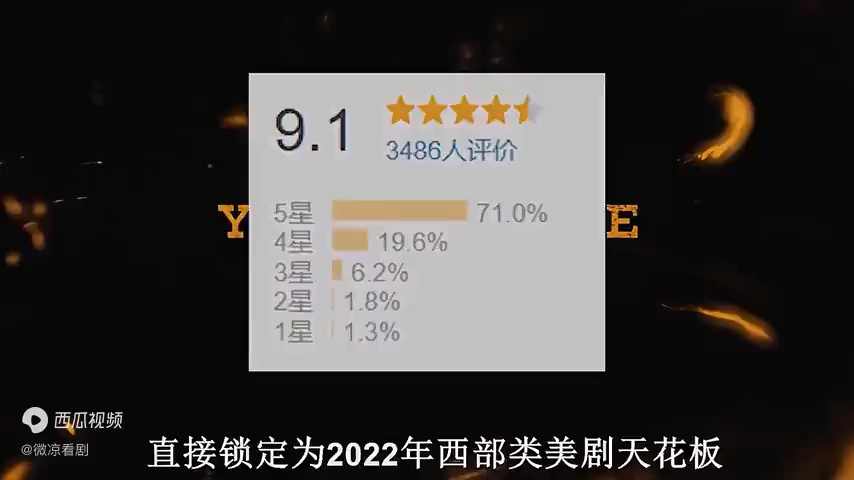 9.1
3486人评价
Y
E
5星 71.0%
4星 19.6%
3星 6.2%
2星 1.8%
1星 1.3%
西瓜视频
@微凉看剧
直接锁定为2022年西部类美剧天花板